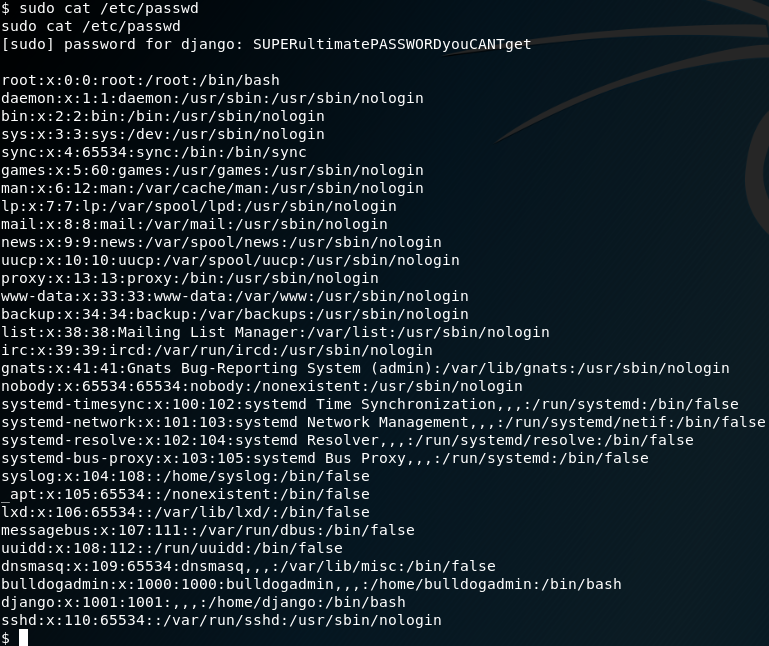 $ sudo cat /etc/passwd
sudo cat /etc/passwd
[sudo] password for django: SUPERultimatePASSWORDyouCANTget
root:x:0:0:root:/root:/bin/bash
daemon:x:1:1:daemon:/usr/sbin:/usr/sbin/nologin
bin:x:2:2:bin:/bin:/usr/sbin/nologin
sys:x:3:3:sys:/dev:/usr/sbin/nologin
sync:x:4:65534:sync:/bin:/bin/sync
games:x:5:60:games:/usr/games:/usr/sbin/nologin
man:x:6:12:man:/var/cache/man:/usr/sbin/nologin
lp:x:7:7:lp:/var/spool/lpd:/usr/sbin/nologin
mail:x:8:8:mail:/var/mail:/usr/sbin/nologin
news:x:9:9:news:/var/spool/news:/usr/sbin/nologin
uucp:x:10:10:uucp:/var/spool/uucp:/usr/sbin/nologin
proxy:x:13:13:proxy:/bin:/usr/sbin/nologin
www-data:x:33:33:www-data:/var/www:/usr/sbin/nologin
backup:x:34:34:backup:/var/backups:/usr/sbin/nologin
list:x:38:38:Mailing List Manager:/var/list:/usr/sbin/nologin
irc:x:39:39:ircd:/var/run/ircd:/usr/sbin/nologin
gnats:x:41:41:Gnats Bug-Reporting System (admin):/var/lib/gnats:/usr/sbin/nologin
nobody:x:65534:65534:nobody:/nonexistent:/usr/sbin/nologin
systemd-timesync:x:100:102:systemd Time Synchronization,,,:/run/systemd:/bin/false
systemd-network:x:101:103:systemd Network Management,,,:/run/systemd/netif:/bin/false
systemd-resolve:x:102:104:systemd Resolver,,,:/run/systemd/resolve:/bin/false
systemd-bus-proxy:x:103:105:systemd Bus Proxy,,,:/run/systemd:/bin/false
syslog:x:104:108::/home/syslog:/bin/false
_apt:x:105:65534::/nonexistent:/bin/false
lxd:x:106:65534::/var/lib/lxd/:/bin/false
messagebus:x:107:111::/var/run/dbus:/bin/false
uuidd:x:108:112::/run/uuidd:/bin/false
dnsmasq:x:109:65534:dnsmasq,,,:/var/lib/misc:/bin/false
bulldogadmin:x:1000:1000:bulldogadmin,,,:/home/bulldogadmin:/bin/bash
django:x:1001:1001:,,,:/home/django:/bin/bash
sshd:x:110:65534::/var/run/sshd:/usr/sbin/nologin
$